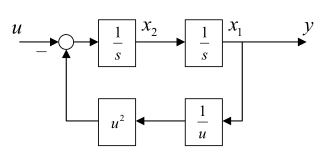 u
−
1/s
x₂
1/s
x₁
y
u²
1/u